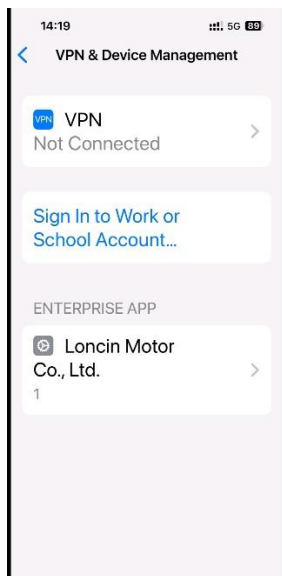 14:19 5G 89
VPN & Device Management
VPN VPN
Not Connected
Sign In to Work or
School Account...
ENTERPRISE APP
Loncin Motor
Co., Ltd.
1